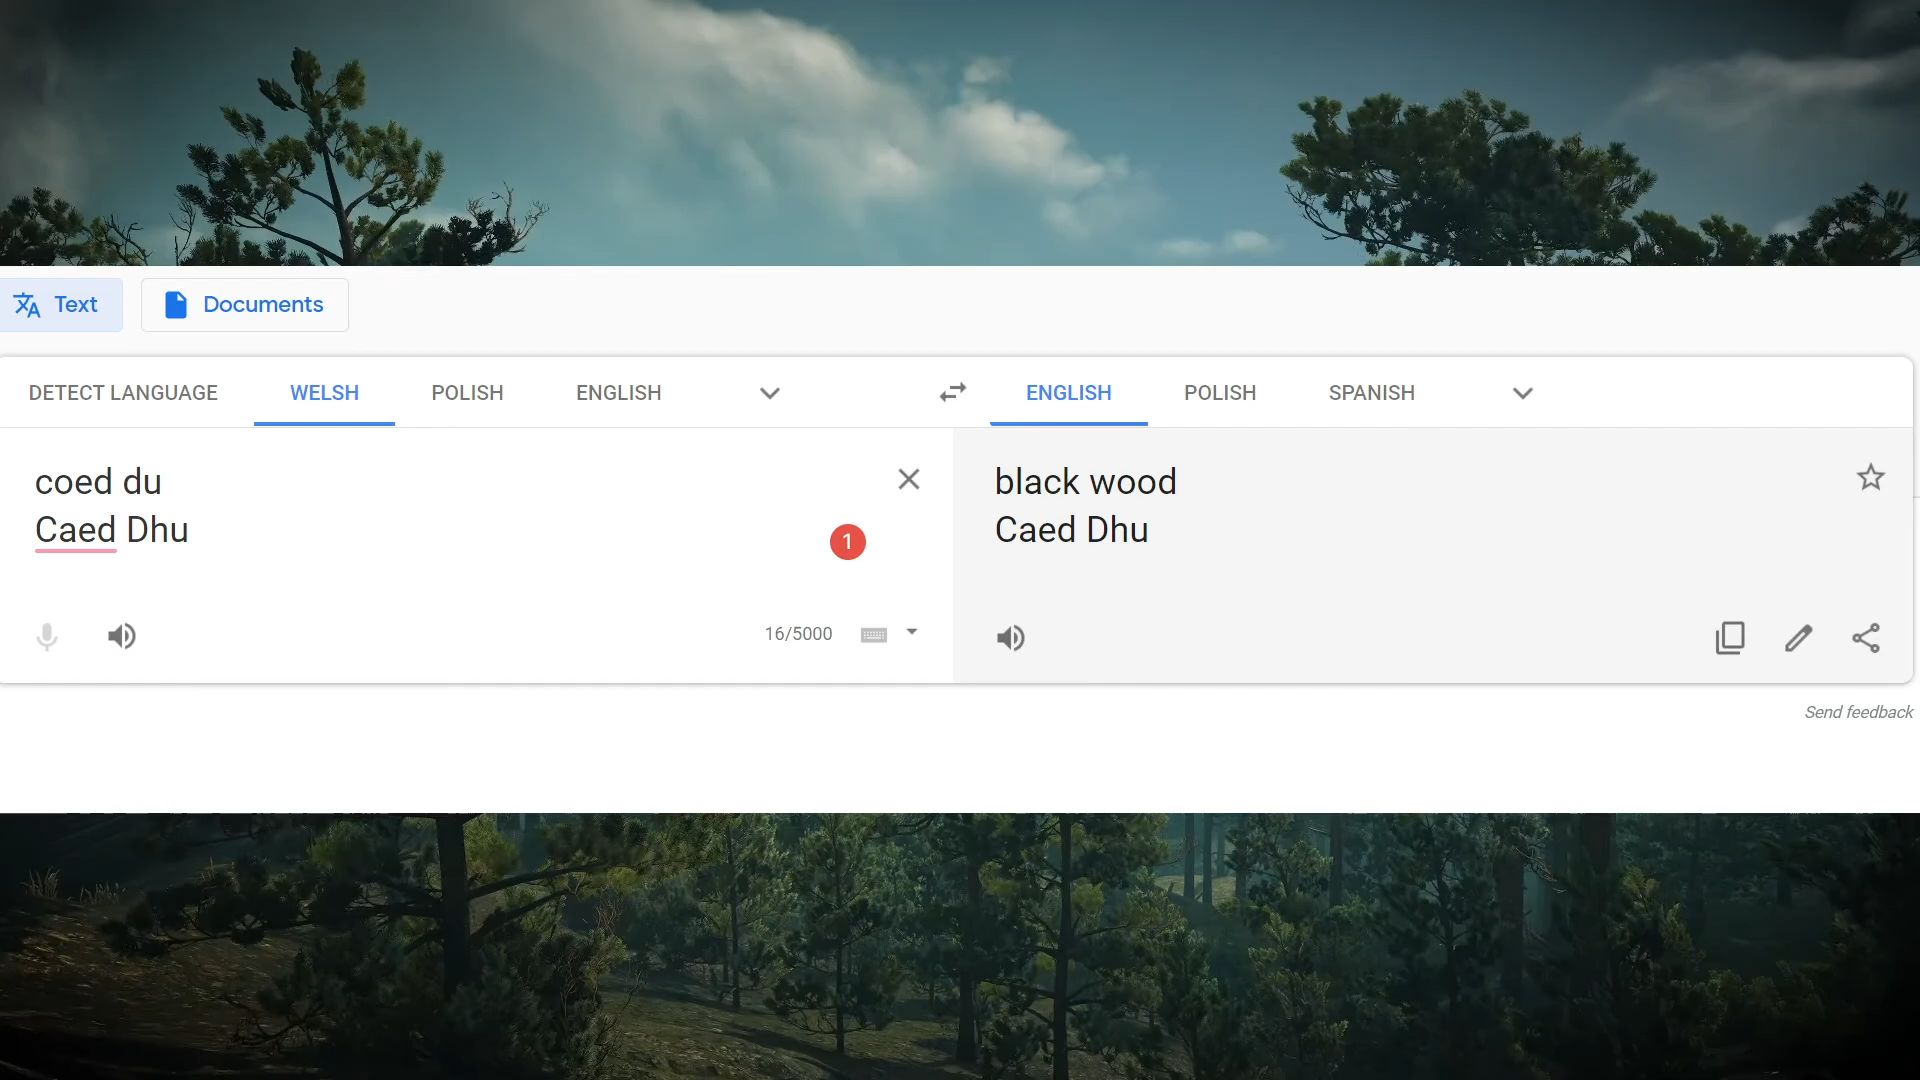 Text
Documents
DETECT LANGUAGE WELSH POLISH ENGLISH
ENGLISH POLISH SPANISH
coed du
Caed Dhu
1
16/5000
black wood
Caed Dhu
Send feedback